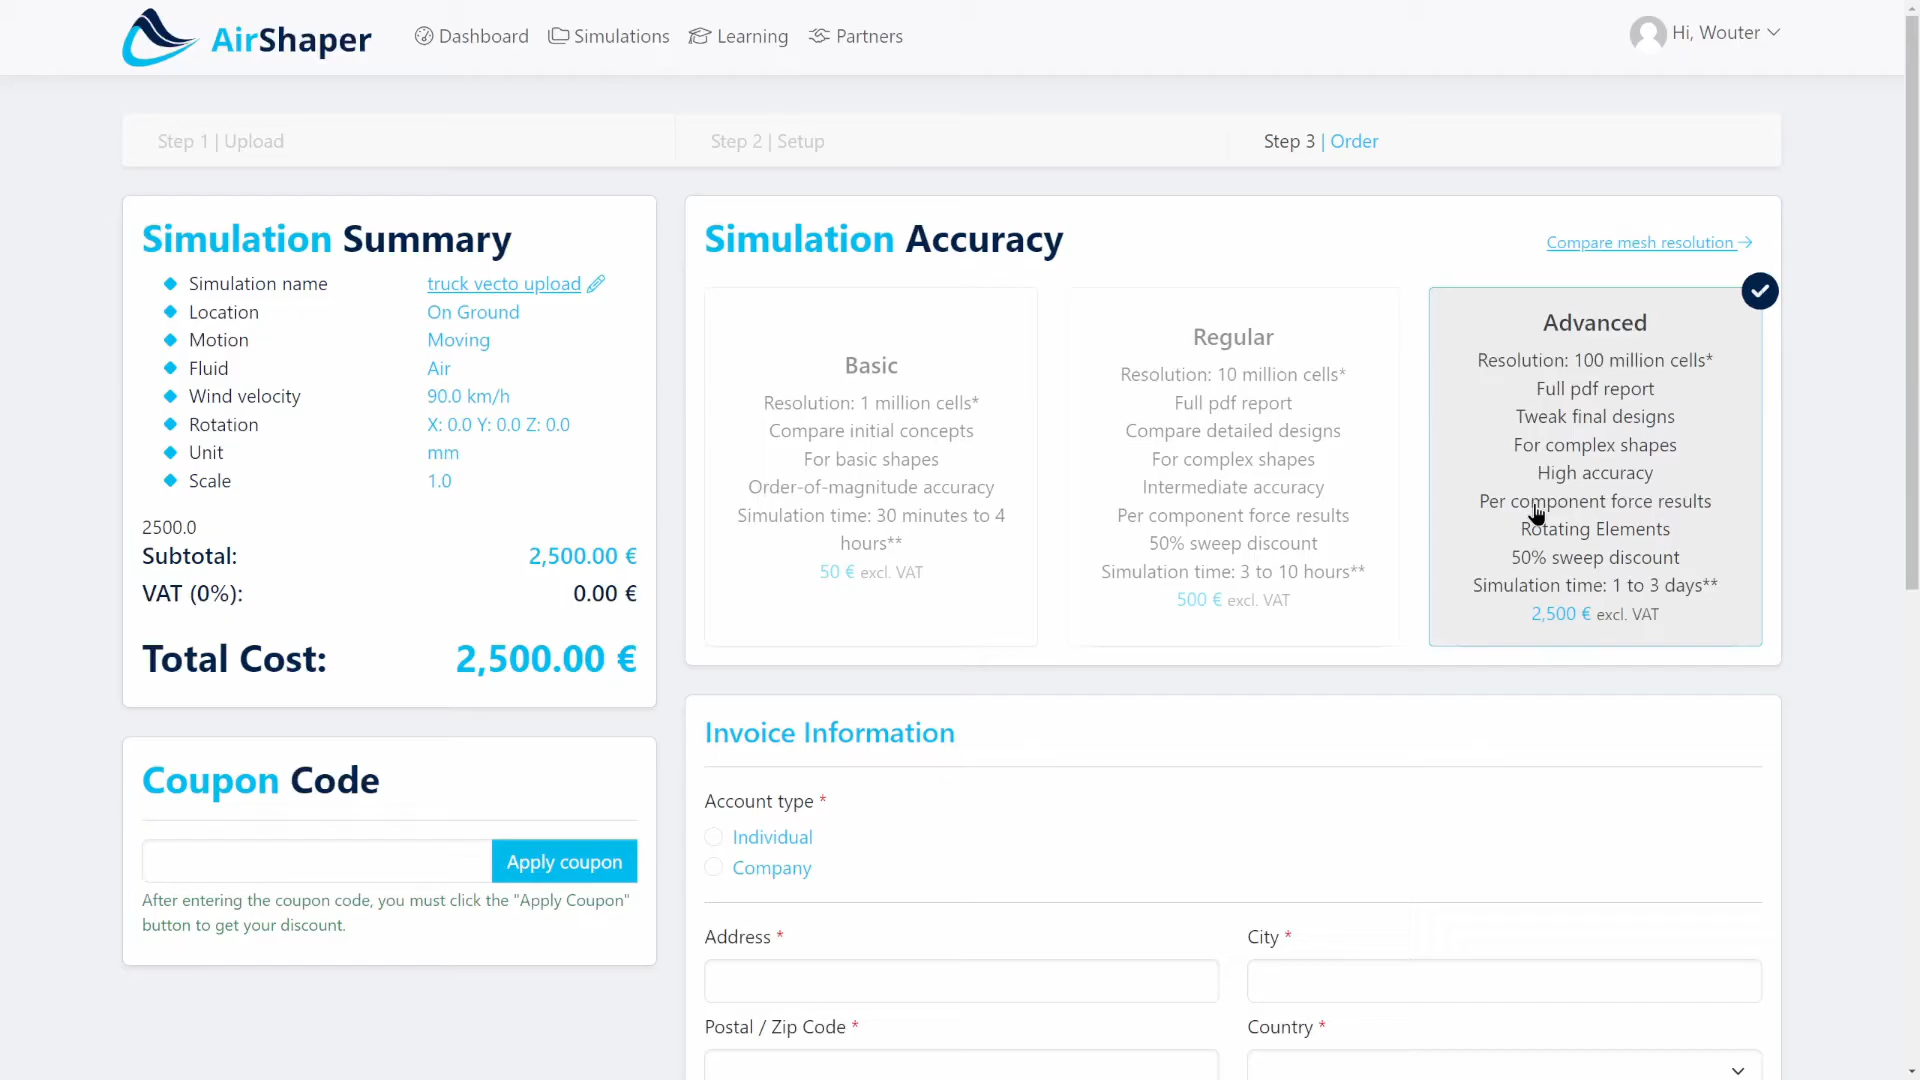 AirShaper
Dashboard
Simulations
Learning
Partners
Hi, Wouter
Step 1 | Upload
Step 2 | Setup
Step 3 | Order
Simulation Summary
Simulation name truck vecto upload
Location On Ground
Motion Moving
Fluid Air
Wind velocity 90.0 km/h
Rotation X: 0.0 Y: 0.0 Z: 0.0
Unit mm
Scale 1.0
2500.0
Subtotal: 2,500.00 €
VAT (0%): 0.00 €
Total Cost: 2,500.00 €
Coupon Code
Apply coupon
After entering the coupon code, you must click the "Apply Coupon"
button to get your discount.
Simulation Accuracy
Compare mesh resolution
Basic
Resolution: 1 million cells*
Compare initial concepts
For basic shapes
Order-of-magnitude accuracy
Simulation time: 30 minutes to 4
hours**
50 € excl. VAT
Regular
Resolution: 10 million cells*
Full pdf report
Compare detailed designs
For complex shapes
Intermediate accuracy
Per component force results
50% sweep discount
Simulation time: 3 to 10 hours**
500 € excl. VAT
Advanced
Resolution: 100 million cells*
Full pdf report
Tweak final designs
For complex shapes
High accuracy
Per component force results
Rotating Elements
50% sweep discount
Simulation time: 1 to 3 days**
2,500 € excl. VAT
Invoice Information
Account type *
Individual
Company
Address *
City *
Postal / Zip Code *
Country *